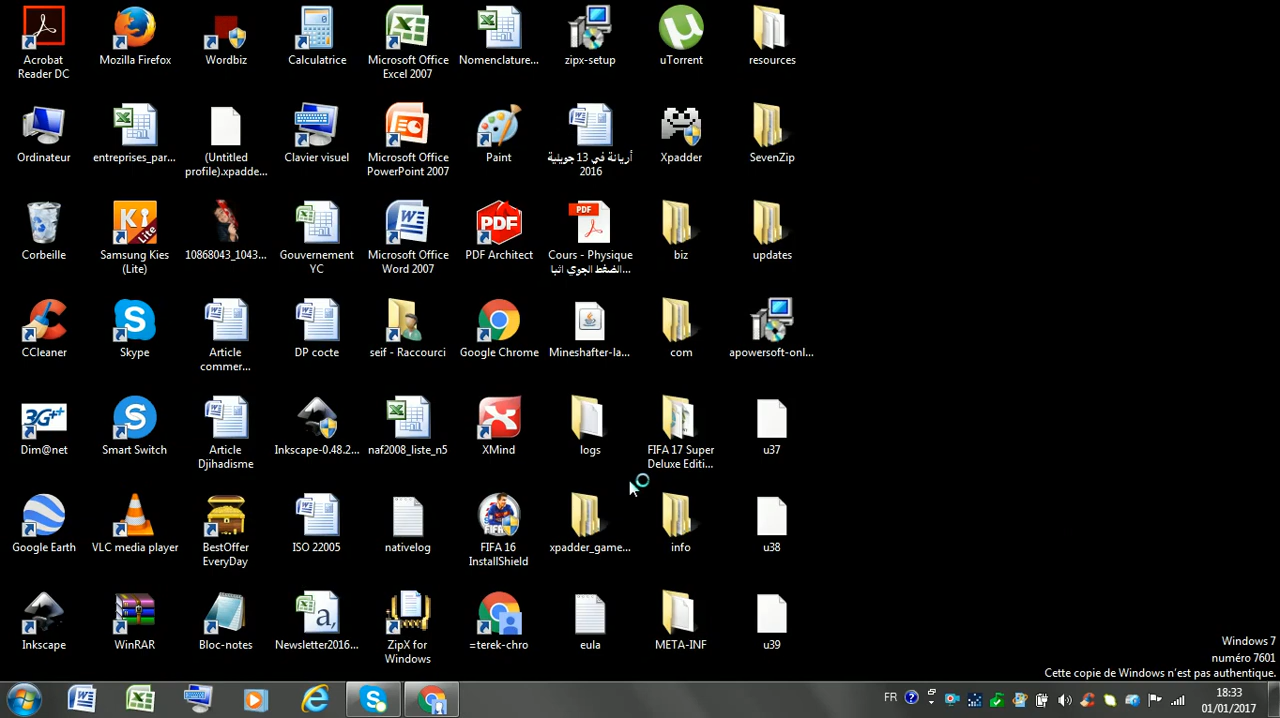 Acrobat
Reader DC
Mozilla Firefox
Wordbiz
Calculatrice
Microsoft Office
Excel 2007
Nomenclature...
zipx-setup
uTorrent
resources
Ordinateur
entreprises_par...
(Untitled
profile).xpadde...
Clavier visuel
Microsoft Office
PowerPoint 2007
Paint
أريانة في 13 جويلية
2016
Xpadder
SevenZip
Corbeille
Samsung Kies
(Lite)
10868043_1043...
Gouvernement
YC
Microsoft Office
Word 2007
PDF Architect
Cours - Physique
الضغط الجوي اثبا...
biz
updates
CCleaner
Skype
Article
commer...
DP cocte
seif - Raccourci
Google Chrome
Mineshafter-la...
com
apowersoft-onl...
Dim@net
Smart Switch
Article
Djihadisme
Inkscape-0.48.2...
naf2008_liste_n5
XMind
logs
FIFA 17 Super
Deluxe Editi...
u37
Google Earth
VLC media player
BestOffer
EveryDay
ISO 22005
nativelog
FIFA 16
InstallShield
xpadder_game...
info
u38
Inkscape
WinRAR
Bloc-notes
Newsletter2016...
ZipX for
Windows
=terek-chro
eula
META-INF
u39
Windows 7
numéro 7601
Cette copie de Windows n'est pas authentique.
FR
18:33
01/01/2017